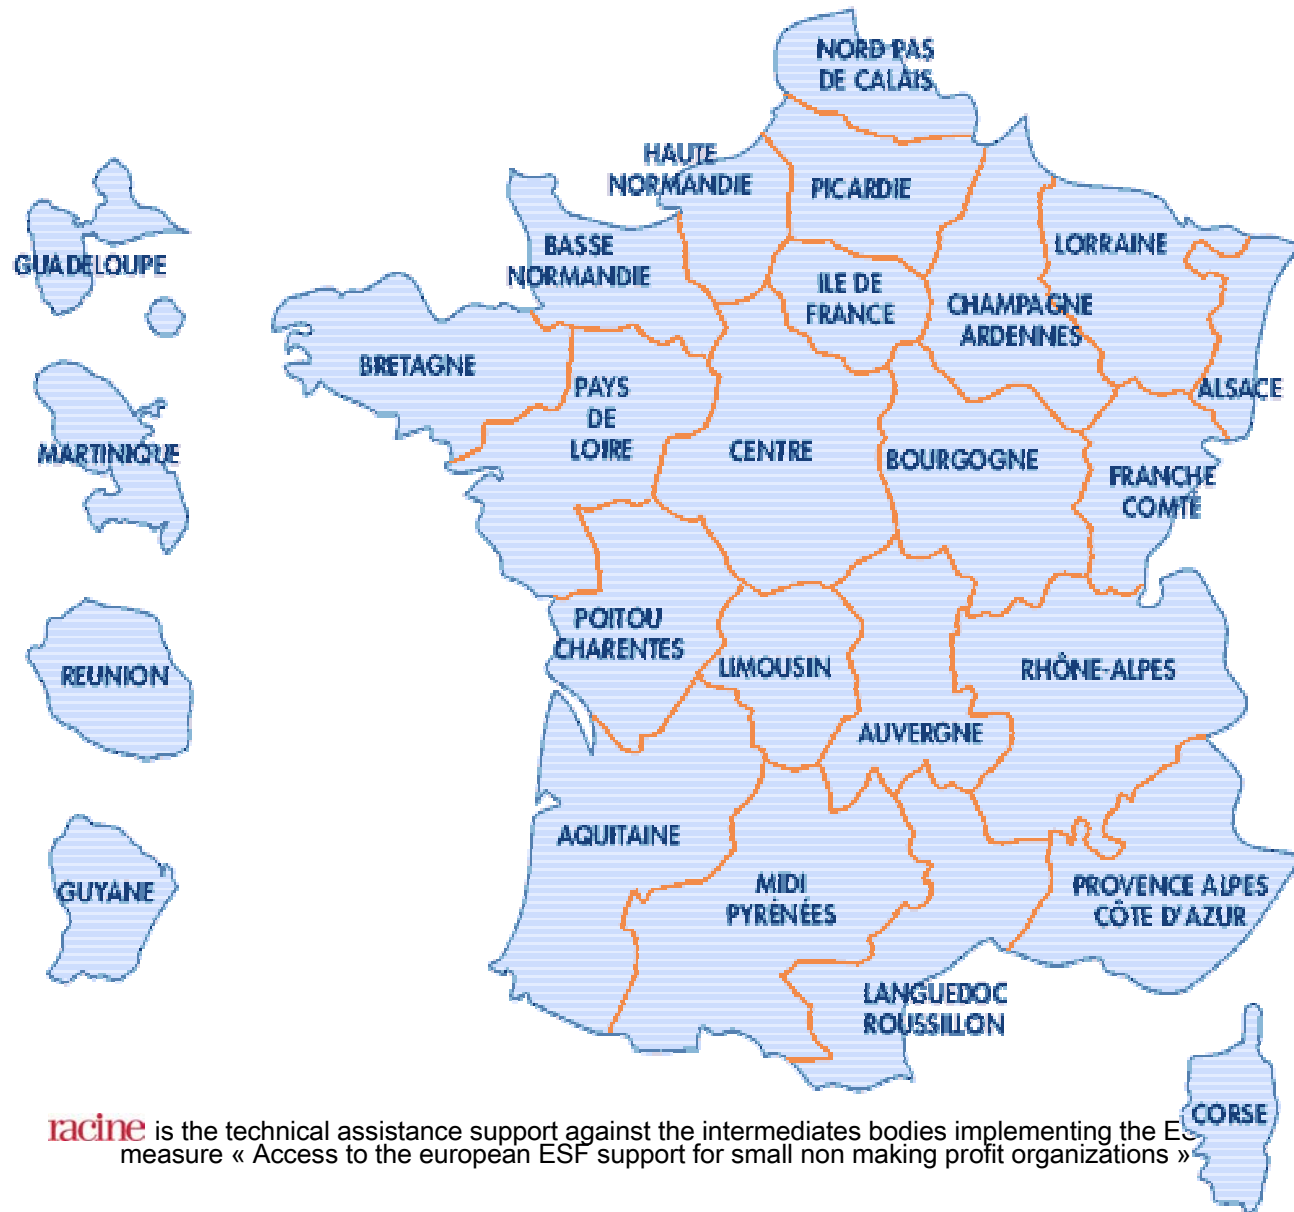 NORD PAS
DE CALAIS
HAUTE
NORMANDIE
PICARDIE
BASSE
NORMANDIE
LORRAINE
GUADELOUPE
ILE DE
FRANCE
CHAMPAGNE
ARDENNES
BRETAGNE
PAYS
DE
LOIRE
ALSACE
MARTINIQUE
CENTRE
BOURGOGNE
FRANCHE
COMTÉ
POITOU
CHARENTES
LIMOUSIN
RHÔNE-ALPES
REUNION
AUVERGNE
AQUITAINE
MIDI
PYRÉNÉES
PROVENCE ALPES
CÔTE D'AZUR
GUYANE
LANGUEDOC
ROUSSILLON
CORSE
racine is the technical assistance support against the intermediates bodies implementing the
measure « Access to the european ESF support for small non making profit organizations »